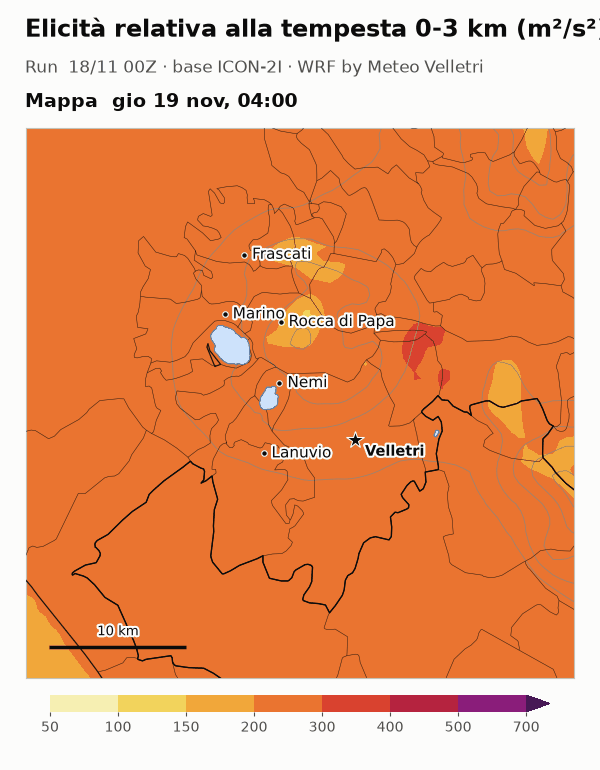 Elicità relativa alla tempesta 0-3 km (m²/s²)
Run  18/11 00Z · base ICON-2I · WRF by Meteo Velletri
Mappa  gio 19 nov, 04:00
Frascati
Marino
Rocca di Papa
Nemi
Velletri
Lanuvio
10 km
50 100 150 200 300 400 500 700